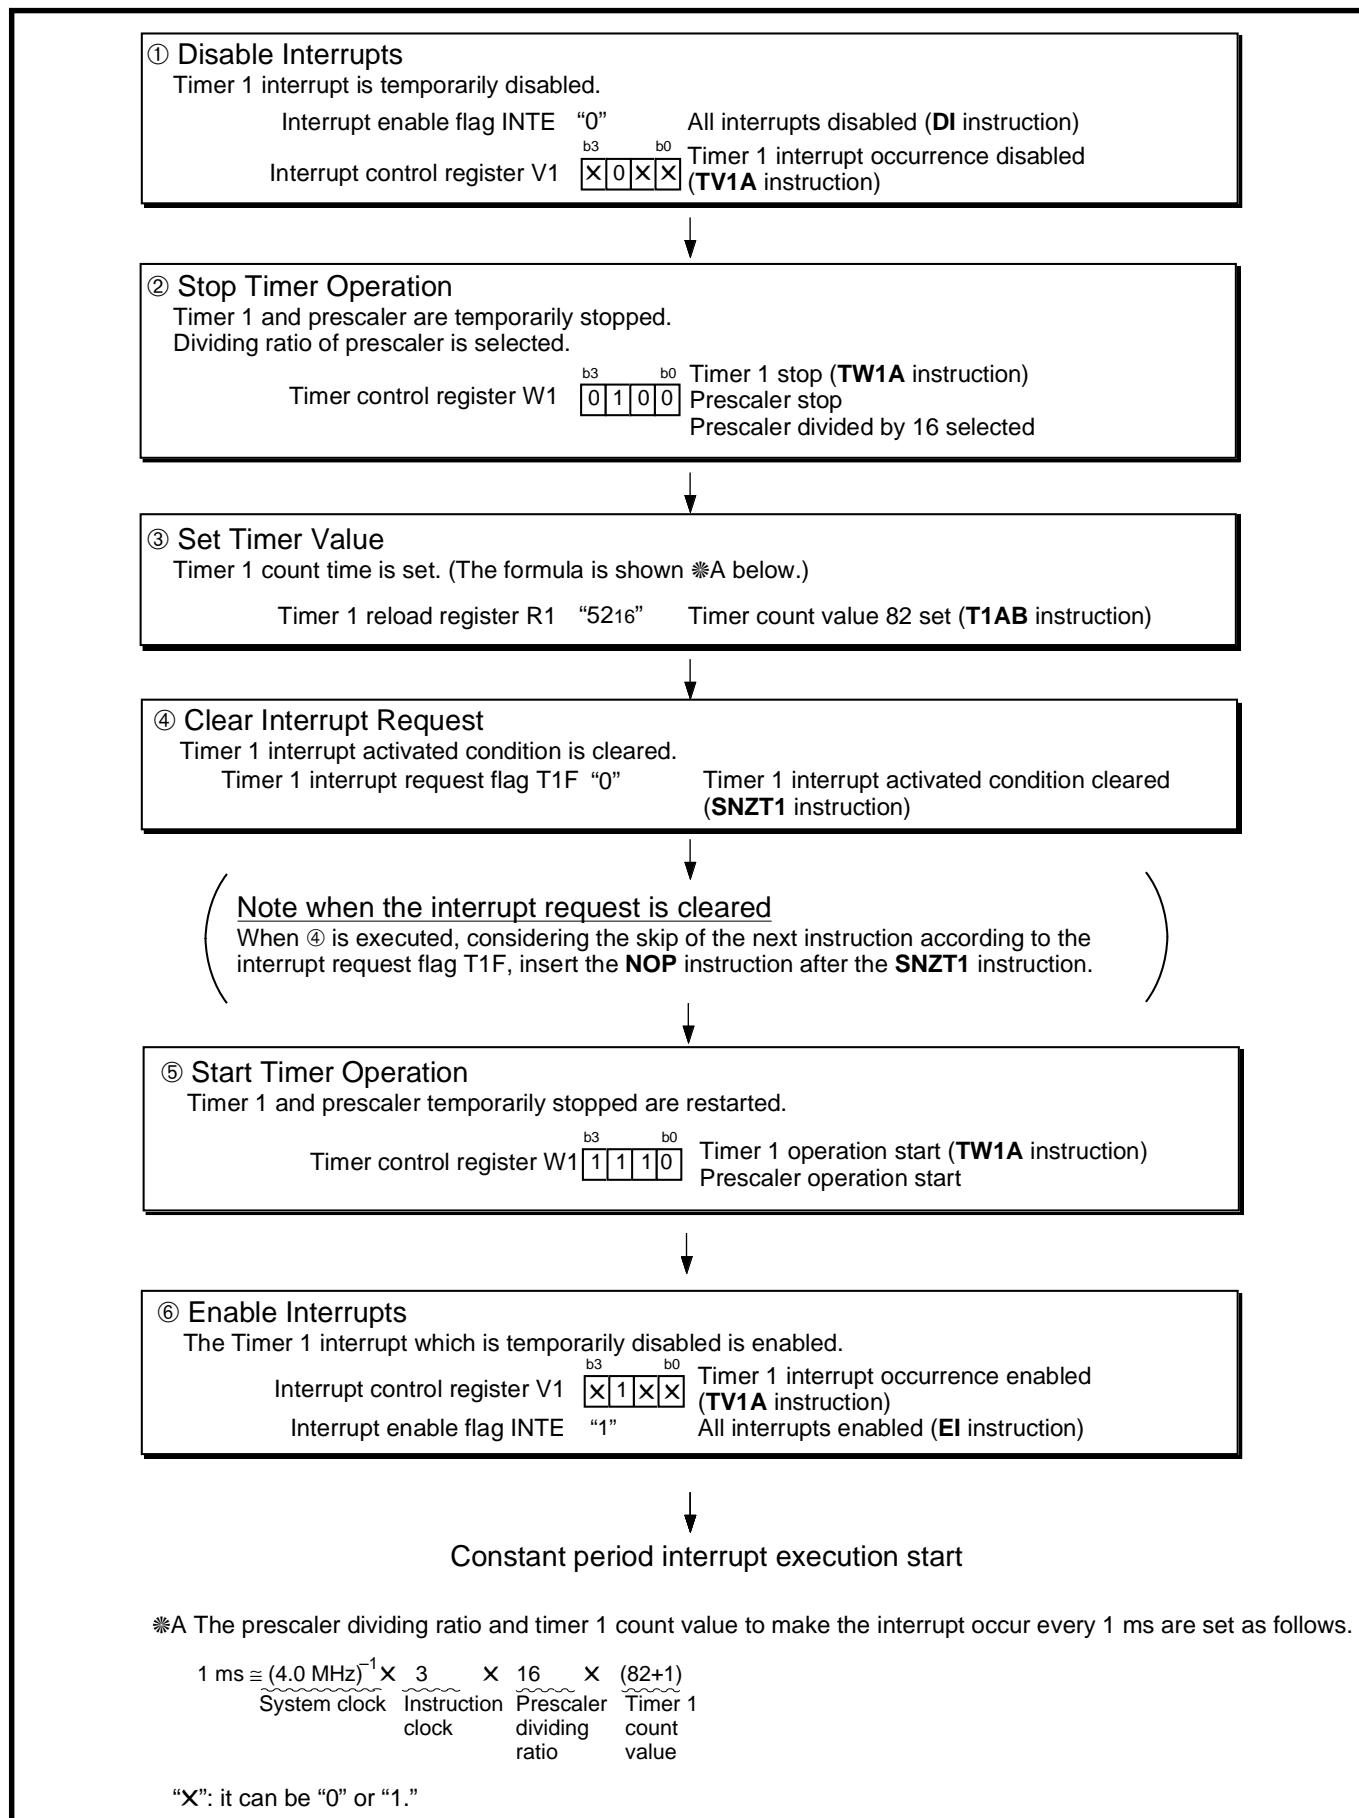 ① Disable Interrupts
Timer 1 interrupt is temporarily disabled.
Interrupt enable flag INTE “0” All interrupts disabled (DI instruction)
b3 b0
Interrupt control register V1 ✕ 0 ✕ ✕ Timer 1 interrupt occurrence disabled
(TV1A instruction)
② Stop Timer Operation
Timer 1 and prescaler are temporarily stopped.
Dividing ratio of prescaler is selected.
b3 b0
Timer control register W1 0 1 0 0 Timer 1 stop (TW1A instruction)
Prescaler stop
Prescaler divided by 16 selected
③ Set Timer Value
Timer 1 count time is set. (The formula is shown ❋A below.)
Timer 1 reload register R1 “5216” Timer count value 82 set (T1AB instruction)
④ Clear Interrupt Request
Timer 1 interrupt activated condition is cleared.
Timer 1 interrupt request flag T1F “0” Timer 1 interrupt activated condition cleared
(SNZT1 instruction)
Note when the interrupt request is cleared
When ④ is executed, considering the skip of the next instruction according to the
interrupt request flag T1F, insert the NOP instruction after the SNZT1 instruction.
⑤ Start Timer Operation
Timer 1 and prescaler temporarily stopped are restarted.
b3 b0
Timer control register W1 1 1 1 0 Timer 1 operation start (TW1A instruction)
Prescaler operation start
⑥ Enable Interrupts
The Timer 1 interrupt which is temporarily disabled is enabled.
b3 b0
Interrupt control register V1 ✕ 1 ✕ ✕ Timer 1 interrupt occurrence enabled
(TV1A instruction)
Interrupt enable flag INTE “1” All interrupts enabled (EI instruction)
Constant period interrupt execution start
❋A The prescaler dividing ratio and timer 1 count value to make the interrupt occur every 1 ms are set as follows.
1 ms ≅ (4.0 MHz)–1 ✕ 3 ✕ 16 ✕ (82+1)
System clock Instruction Prescaler Timer 1
clock dividing count
ratio value
“✕”: it can be “0” or “1.”